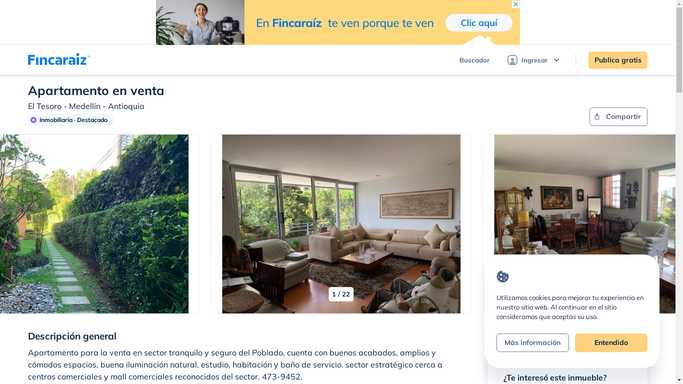 En Fincaraíz te ven porque te ven
Clic aquí
Fincaraiz
Buscador
Ingresar
Publica gratis
Apartamento en venta
El Tesoro - Medellín - Antioquia
Inmobiliaria · Destacado
Compartir
1 / 22
Utilizamos cookies para mejorar tu experiencia en
nuestro sitio web. Al continuar en el sitio
consideramos que aceptas su uso.
Más información
Entendido
Descripción general
Apartamento para la venta en sector tranquilo y seguro del Poblado, cuenta con buenos acabados, amplios y
cómodos espacios, buena iluminación natural, estudio, habitación y baño de servicio. sector estratégico cerca a
centros comerciales y mall comerciales reconocidos del sector. 473-9452.
¿Te interesó este inmueble?